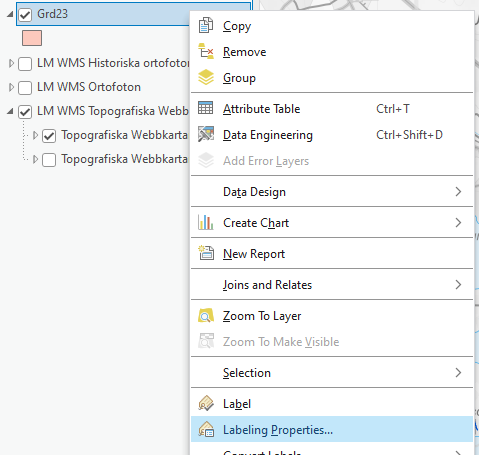 Grd23
LM WMS Historiska ortofoton
LM WMS Ortofoton
LM WMS Topografiska Webb
Topografiska Webbkarta
Topografiska Webbkarta
Copy
Remove
Group
Attribute Table Ctrl+T
Data Engineering Ctrl+Shift+D
Add Error Layers
Data Design
Create Chart
New Report
Joins and Relates
Zoom To Layer
Zoom To Make Visible
Selection
Label
Labeling Properties...
Convert Labels